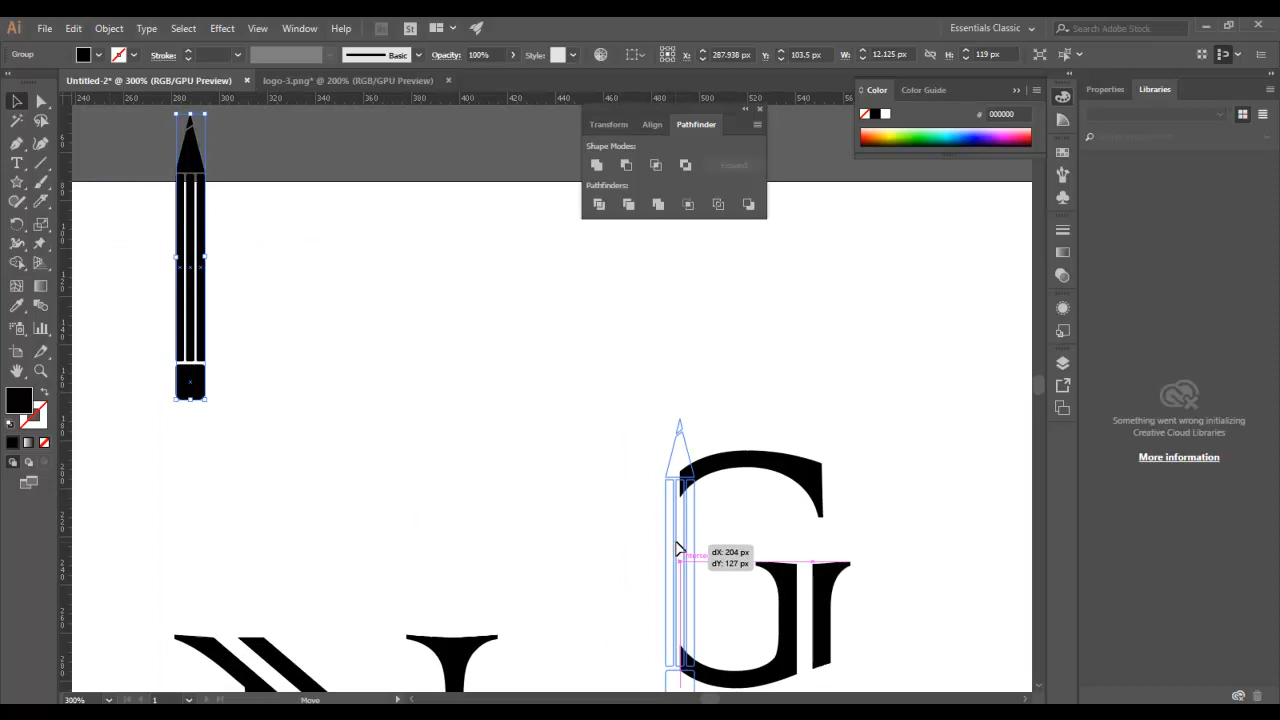 Ai File Edit Object Type Select Effect View Window Help Br St Essentials Classic Search Adobe Stock
Group Stroke: Basic Opacity: 100% Style: X: 287.938 px Y: 103.5 px W: 12.125 px H: 119 px
Untitled-2* @ 300% (RGB/GPU Preview) × logo-3.png* @ 200% (RGB/GPU Preview) ×
240 260 280 300 320 340 360 380 400 420 440 460 480 500 520 540
Color Color Guide
# 000000
Properties Libraries
Transform Align Pathfinder
Shape Modes:
Expand
Pathfinders:
dX: 204 px
dY: 127 px
G
Something went wrong initializing
Creative Cloud Libraries
More information
300% 1 Move